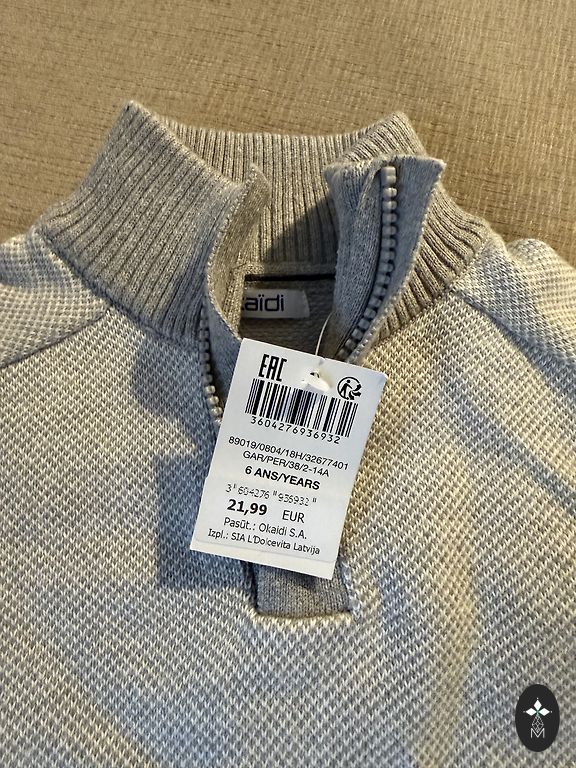 aïdi
EAC
3604276936932
89019/0804/18H/32677401
GAR/PER/38/2-14A
6 ANS/YEARS
3"604276"936932"
21,99 EUR
Pasūt.: Okaidi S.A.
Izpl.: SIA L'Dolcevita Latvija
M